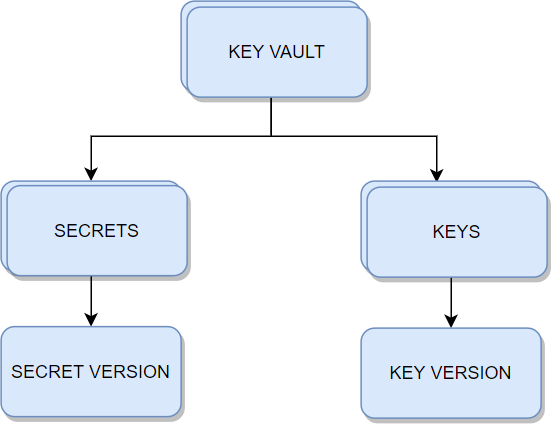 KEY VAULT
SECRETS
KEYS
SECRET VERSION
KEY VERSION